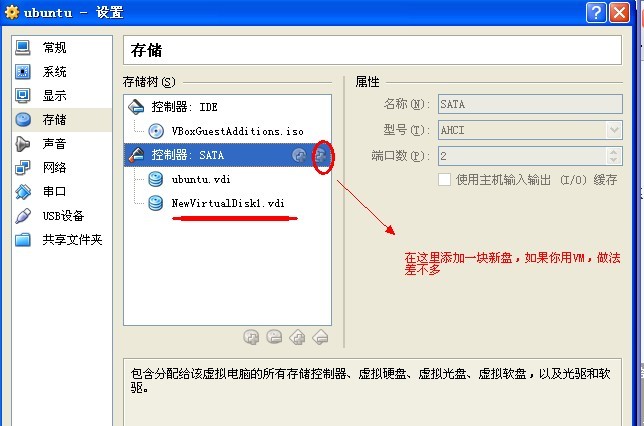 ubuntu - 设置
常规
系统
显示
存储
声音
网络
串口
USB设备
共享文件夹
存储
存储树(S)
控制器: IDE
VBoxGuestAdditions.iso
控制器: SATA
ubuntu.vdi
NewVirtualDisk1.vdi
属性
名称(N): SATA
类型(T): AHCI
端口数(P): 2
使用主机输入输出 (I/O) 缓存
在这里添加一块新盘,如果你用VM,做法
差不多
包含分配给该虚拟电脑的所有存储控制器、虚拟硬盘、虚拟光盘、虚拟软盘,以及光驱和软
驱。